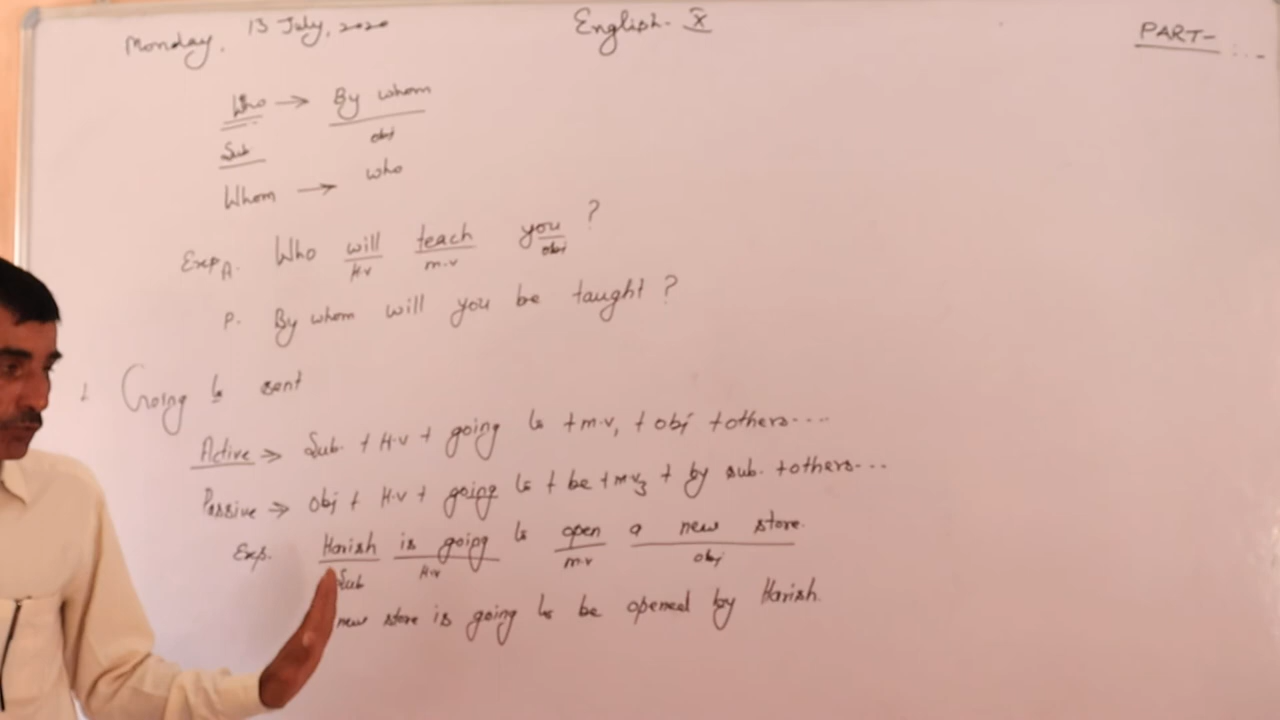 Monday, 13 July, 2020 English- X PART-
Who → By whom
Sub obj
Whom → who
Exp A. Who will teach you ?
H.v m.v obj
P. By whom will you be taught ?
Going to sent
Active ⇒ Sub. + H.v + going to + m.v1 + obj + others....
Passive ⇒ obj + H.v + going to + be + mv3 + by sub. + others...
Exp. Harish is going to open a new store.
Sub H.v m.v obj
new store is going to be opened by Harish.